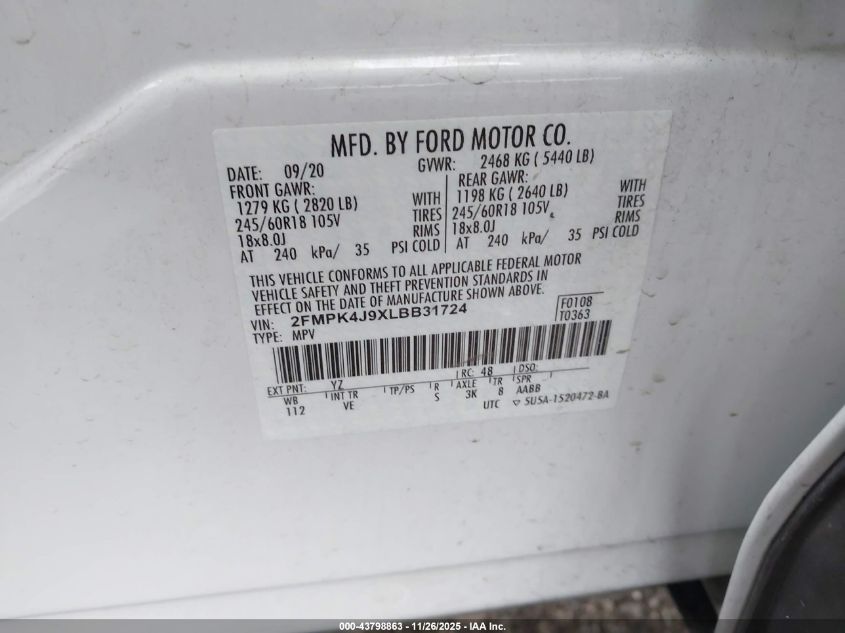 MFD. BY FORD MOTOR CO.
DATE: 09/20 GVWR: 2468 KG ( 5440 LB)
FRONT GAWR: REAR GAWR:
1279 KG ( 2820 LB) WITH 1198 KG ( 2640 LB) WITH
245/60R18 105V TIRES 245/60R18 105V TIRES
18x8.0J RIMS 18x8.0J RIMS
AT 240 kPa/ 35 PSI COLD AT 240 kPa/ 35 PSI COLD
THIS VEHICLE CONFORMS TO ALL APPLICABLE FEDERAL MOTOR
VEHICLE SAFETY AND THEFT PREVENTION STANDARDS IN
EFFECT ON THE DATE OF MANUFACTURE SHOWN ABOVE.
VIN: 2FMPK4J9XLBB31724 F0108
TYPE: MPV T0363
EXT PNT: YZ RC: 48 DSO:
WB INT TR TP/PS R AXLE TR SPR
112 VE S 3K 8 AABB
UTC ▽ 5U5A-1520472-BA
000-43798863 - 11/26/2025 - IAA Inc.